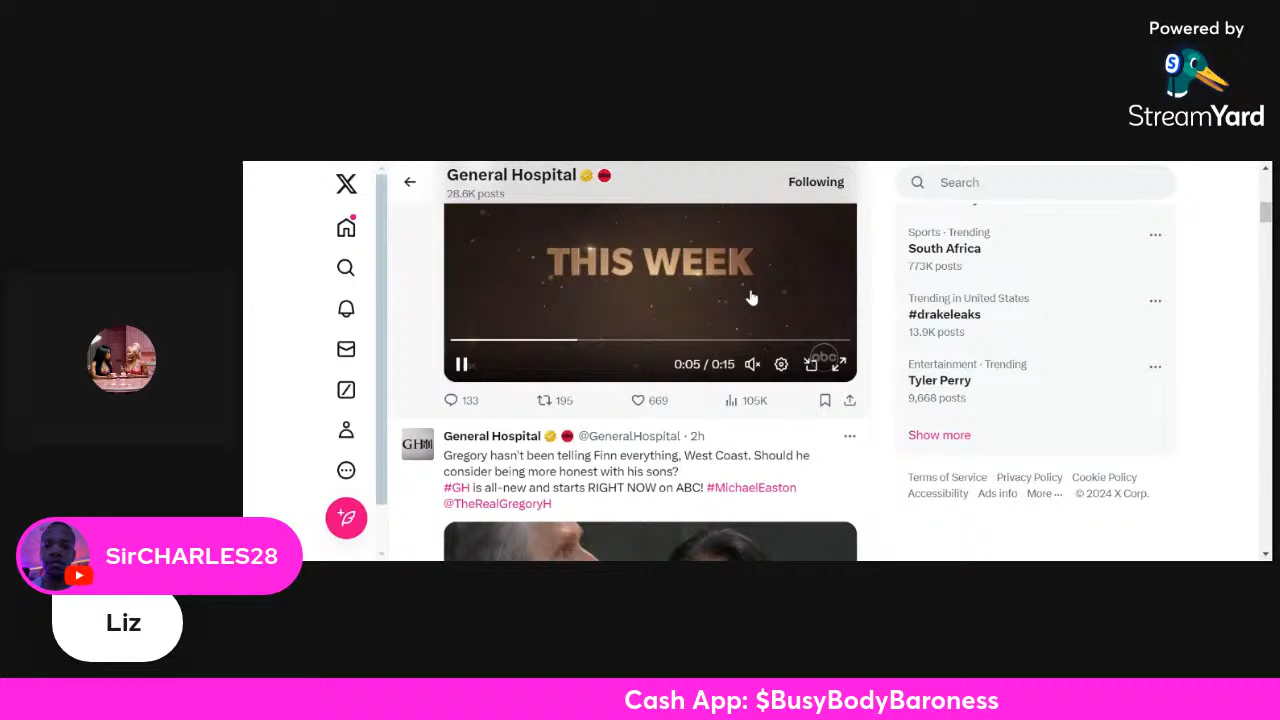 Powered by
StreamYard
General Hospital
28.6K posts
Following
Search
THIS WEEK
0:05 / 0:15
abc
133
195
669
105K
General Hospital @GeneralHospital · 2h
Gregory hasn't been telling Finn everything, West Coast. Should he
consider being more honest with his sons?
#GH is all-new and starts RIGHT NOW on ABC! #MichaelEaston
@TheRealGregoryH
GH
Sports · Trending
South Africa
773K posts
Trending in United States
#drakeleaks
13.9K posts
Entertainment · Trending
Tyler Perry
9,668 posts
Show more
Terms of Service Privacy Policy Cookie Policy
Accessibility Ads info More ··· © 2024 X Corp.
SirCHARLES28
Liz
Cash App: $BusyBodyBaroness